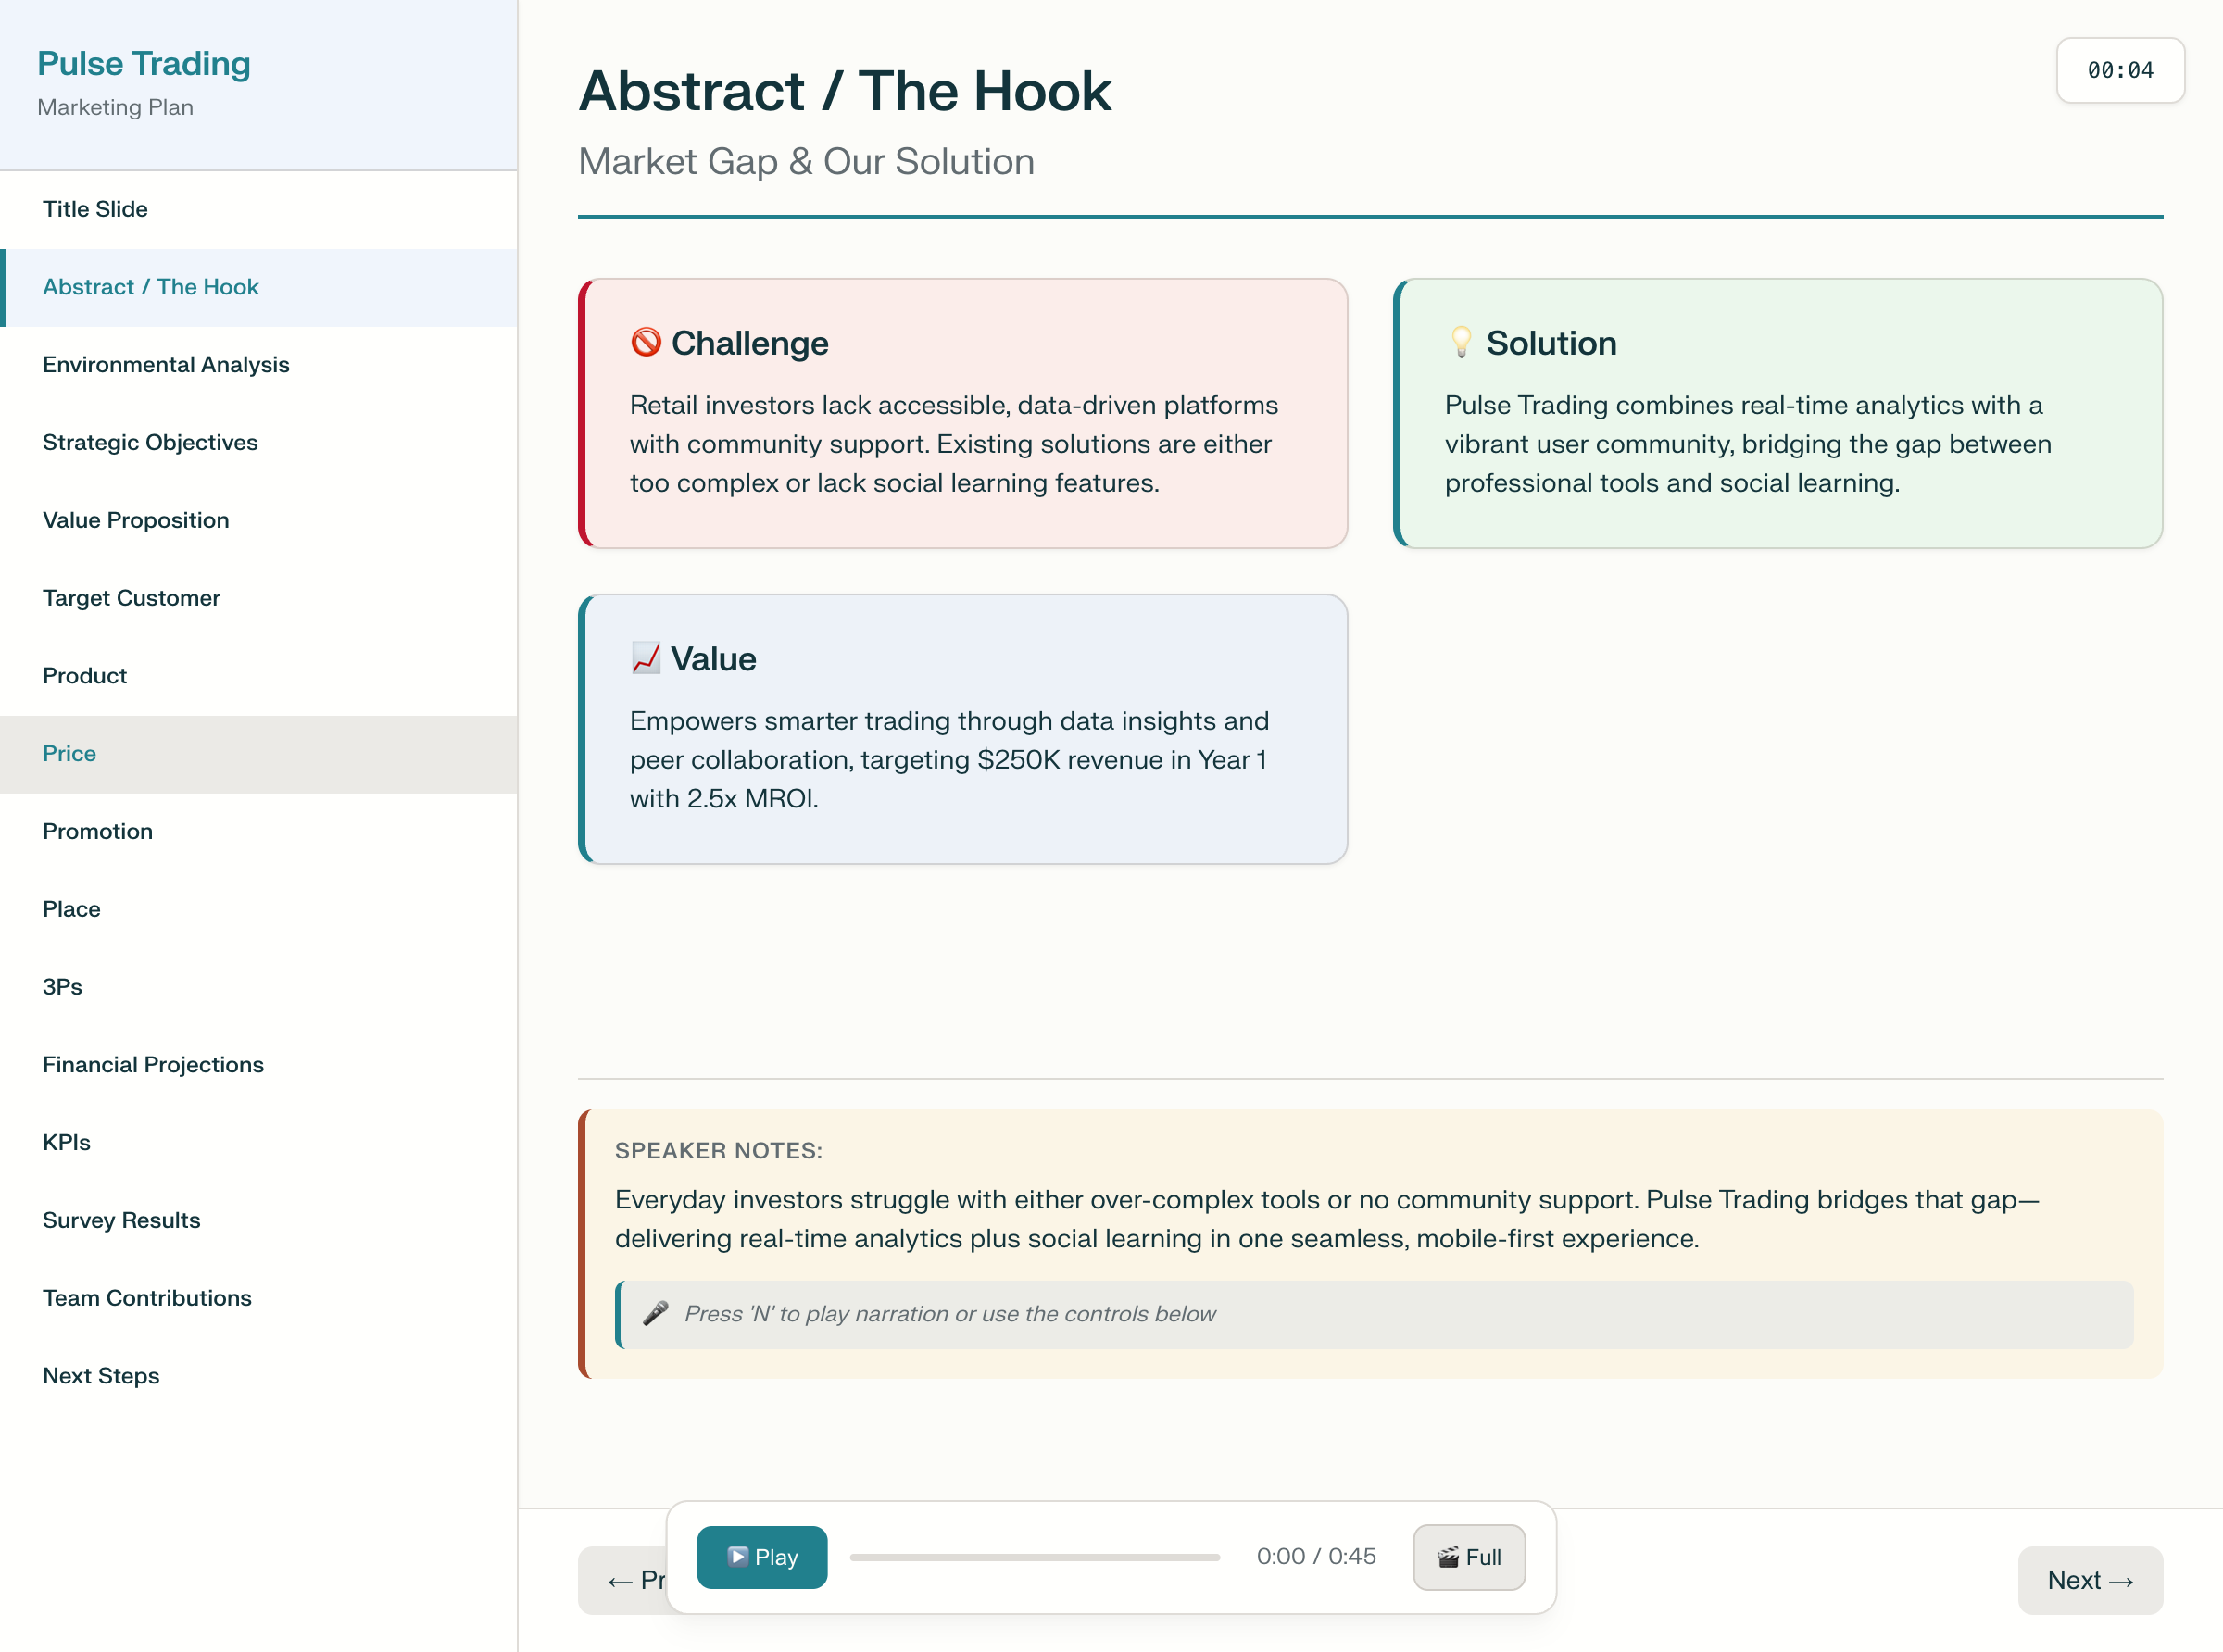 Pulse Trading
Marketing Plan
Title Slide
Abstract / The Hook
Environmental Analysis
Strategic Objectives
Value Proposition
Target Customer
Product
Price
Promotion
Place
3Ps
Financial Projections
KPIs
Survey Results
Team Contributions
Next Steps
00:04
Abstract / The Hook
Market Gap & Our Solution
🚫 Challenge
Retail investors lack accessible, data-driven platforms
with community support. Existing solutions are either
too complex or lack social learning features.
💡 Solution
Pulse Trading combines real-time analytics with a
vibrant user community, bridging the gap between
professional tools and social learning.
📈 Value
Empowers smarter trading through data insights and
peer collaboration, targeting $250K revenue in Year 1
with 2.5x MROI.
SPEAKER NOTES:
Everyday investors struggle with either over-complex tools or no community support. Pulse Trading bridges that gap—
delivering real-time analytics plus social learning in one seamless, mobile-first experience.
🎤 Press 'N' to play narration or use the controls below
← Pr
▶️ Play
0:00 / 0:45
🎬 Full
Next →